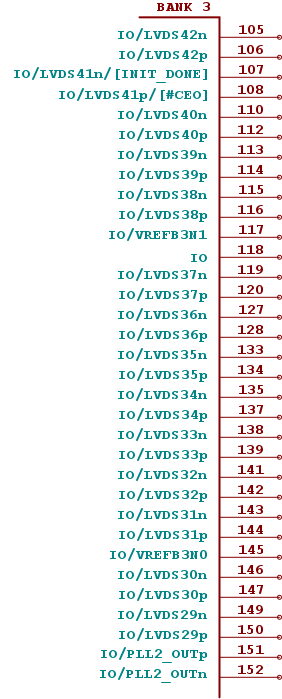 BANK 3
IO/LVDS42n 105
IO/LVDS42p 106
IO/LVDS41n/[INIT_DONE] 107
IO/LVDS41p/[#CEO] 108
IO/LVDS40n 110
IO/LVDS40p 112
IO/LVDS39n 113
IO/LVDS39p 114
IO/LVDS38n 115
IO/LVDS38p 116
IO/VREFB3N1 117
IO 118
IO/LVDS37n 119
IO/LVDS37p 120
IO/LVDS36n 127
IO/LVDS36p 128
IO/LVDS35n 133
IO/LVDS35p 134
IO/LVDS34n 135
IO/LVDS34p 137
IO/LVDS33n 138
IO/LVDS33p 139
IO/LVDS32n 141
IO/LVDS32p 142
IO/LVDS31n 143
IO/LVDS31p 144
IO/VREFB3N0 145
IO/LVDS30n 146
IO/LVDS30p 147
IO/LVDS29n 149
IO/LVDS29p 150
IO/PLL2_OUTp 151
IO/PLL2_OUTn 152